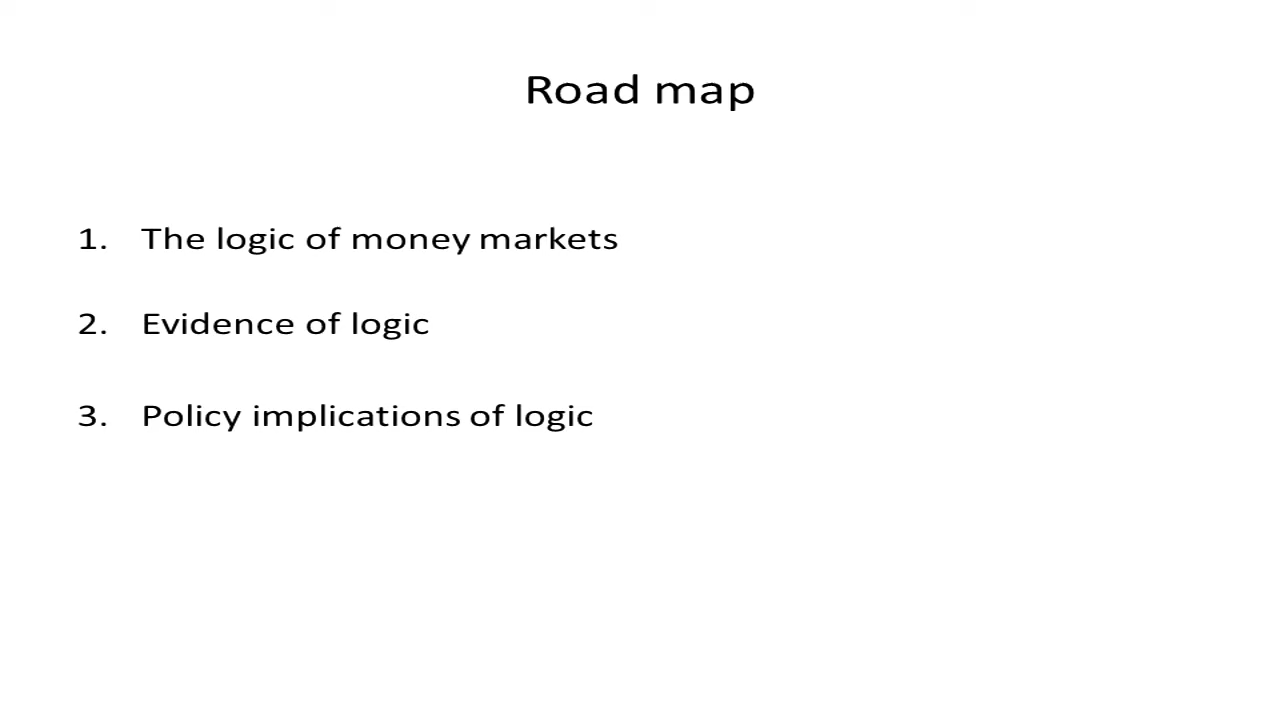 Road map
1. The logic of money markets
2. Evidence of logic
3. Policy implications of logic